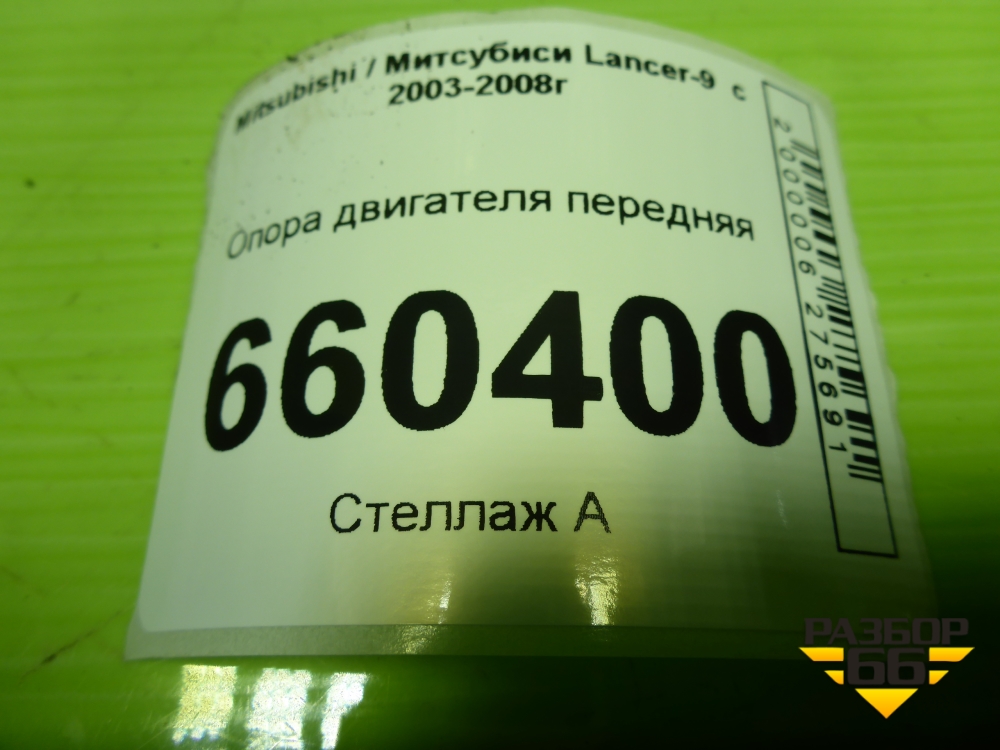 Mitsubishi / Митсубиси Lancer-9 с
2003-2008г
Опора двигателя передняя
660400
Стеллаж А
2000006275691
РАЗБОР
66